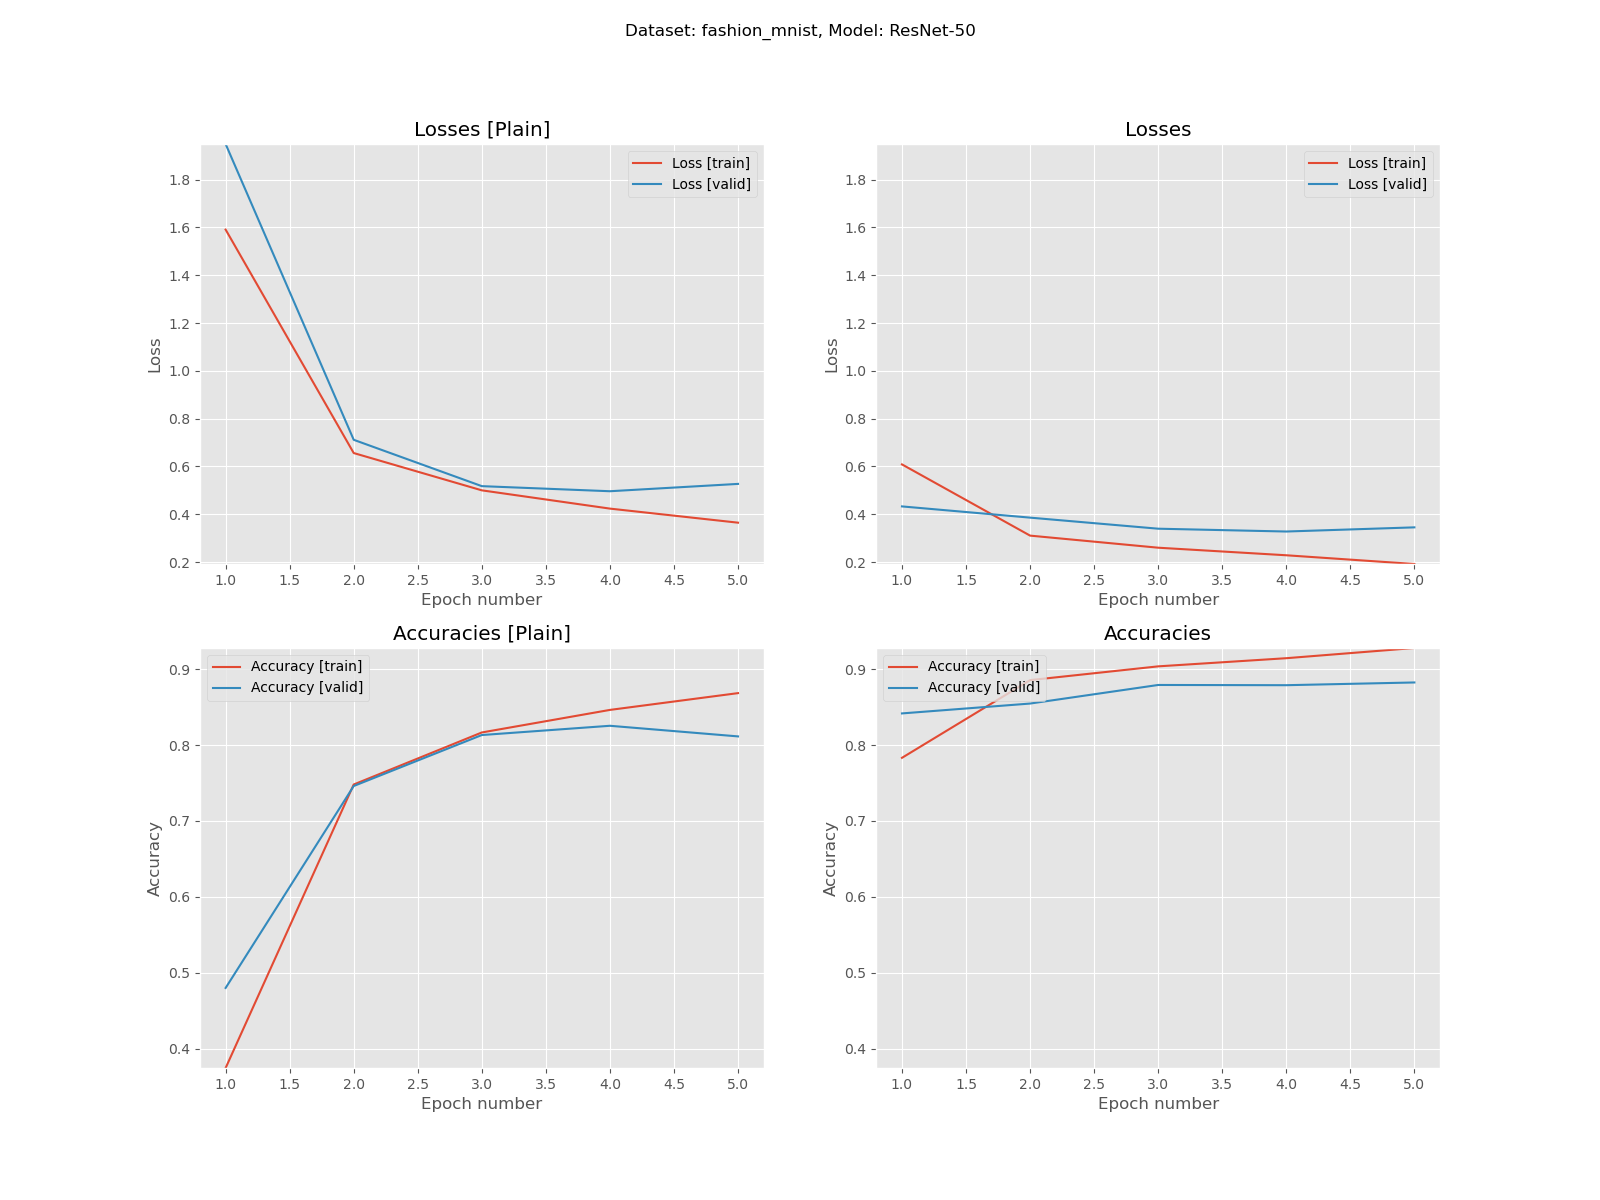 Dataset: fashion_mnist, Model: ResNet-50
Losses [Plain]
Loss [train]
Loss [valid]
1.8
1.6
1.4
1.2
1.0
0.8
0.6
0.4
0.2
Loss
1.0 1.5 2.0 2.5 3.0 3.5 4.0 4.5 5.0
Epoch number
Losses
Loss [train]
Loss [valid]
1.8
1.6
1.4
1.2
1.0
0.8
0.6
0.4
0.2
Loss
1.0 1.5 2.0 2.5 3.0 3.5 4.0 4.5 5.0
Epoch number
Accuracies [Plain]
Accuracy [train]
Accuracy [valid]
0.9
0.8
0.7
0.6
0.5
0.4
Accuracy
1.0 1.5 2.0 2.5 3.0 3.5 4.0 4.5 5.0
Epoch number
Accuracies
Accuracy [train]
Accuracy [valid]
0.9
0.8
0.7
0.6
0.5
0.4
Accuracy
1.0 1.5 2.0 2.5 3.0 3.5 4.0 4.5 5.0
Epoch number